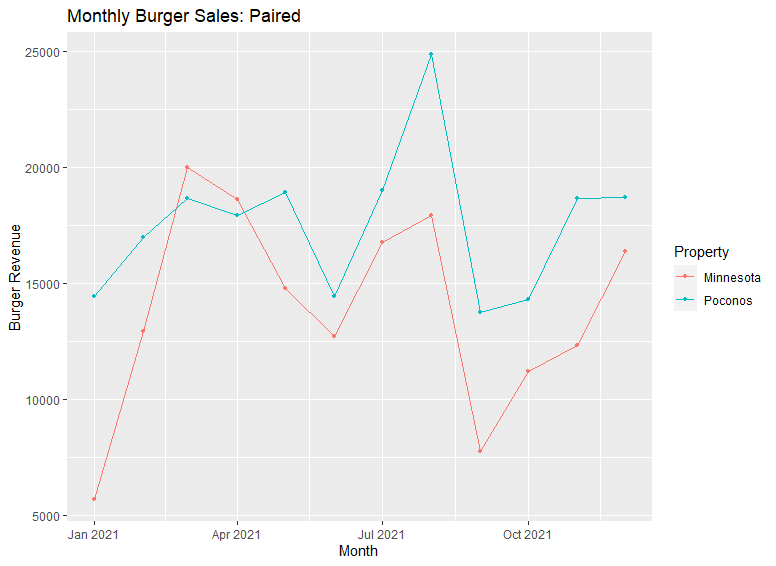 Monthly Burger Sales: Paired
25000
20000
15000
10000
5000
Burger Revenue
Jan 2021
Apr 2021
Jul 2021
Oct 2021
Month
Property
Minnesota
Poconos